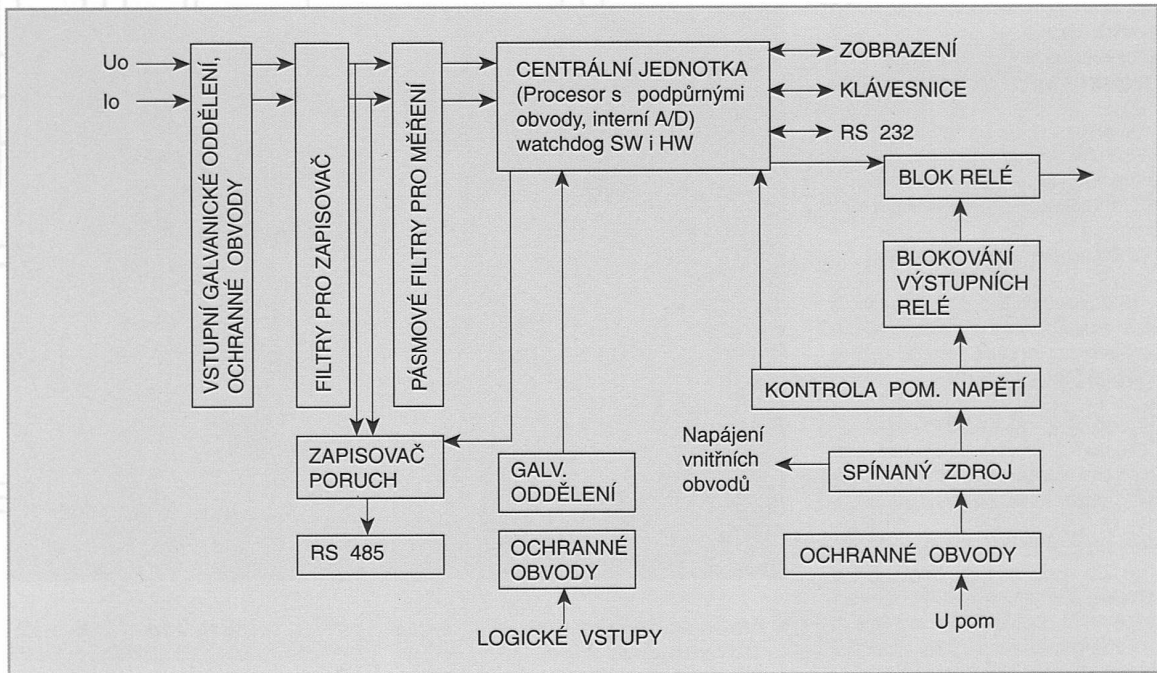 Uo
Io
VSTUPNÍ GALVANICKÉ ODDĚLENÍ,
OCHRANNÉ OBVODY
FILTRY PRO ZAPISOVAČ
PÁSMOVÉ FILTRY PRO MĚŘENÍ
CENTRÁLNÍ JEDNOTKA
(Procesor s podpůrnými
obvody, interní A/D)
watchdog SW i HW
ZOBRAZENÍ
KLÁVESNICE
RS 232
BLOK RELÉ
BLOKOVÁNÍ
VÝSTUPNÍCH
RELÉ
KONTROLA POM. NAPĚTÍ
Napájení
vnitřních
obvodů
SPÍNANÝ ZDROJ
OCHRANNÉ OBVODY
U pom
ZAPISOVAČ
PORUCH
RS 485
GALV.
ODDĚLENÍ
OCHRANNÉ
OBVODY
LOGICKÉ VSTUPY